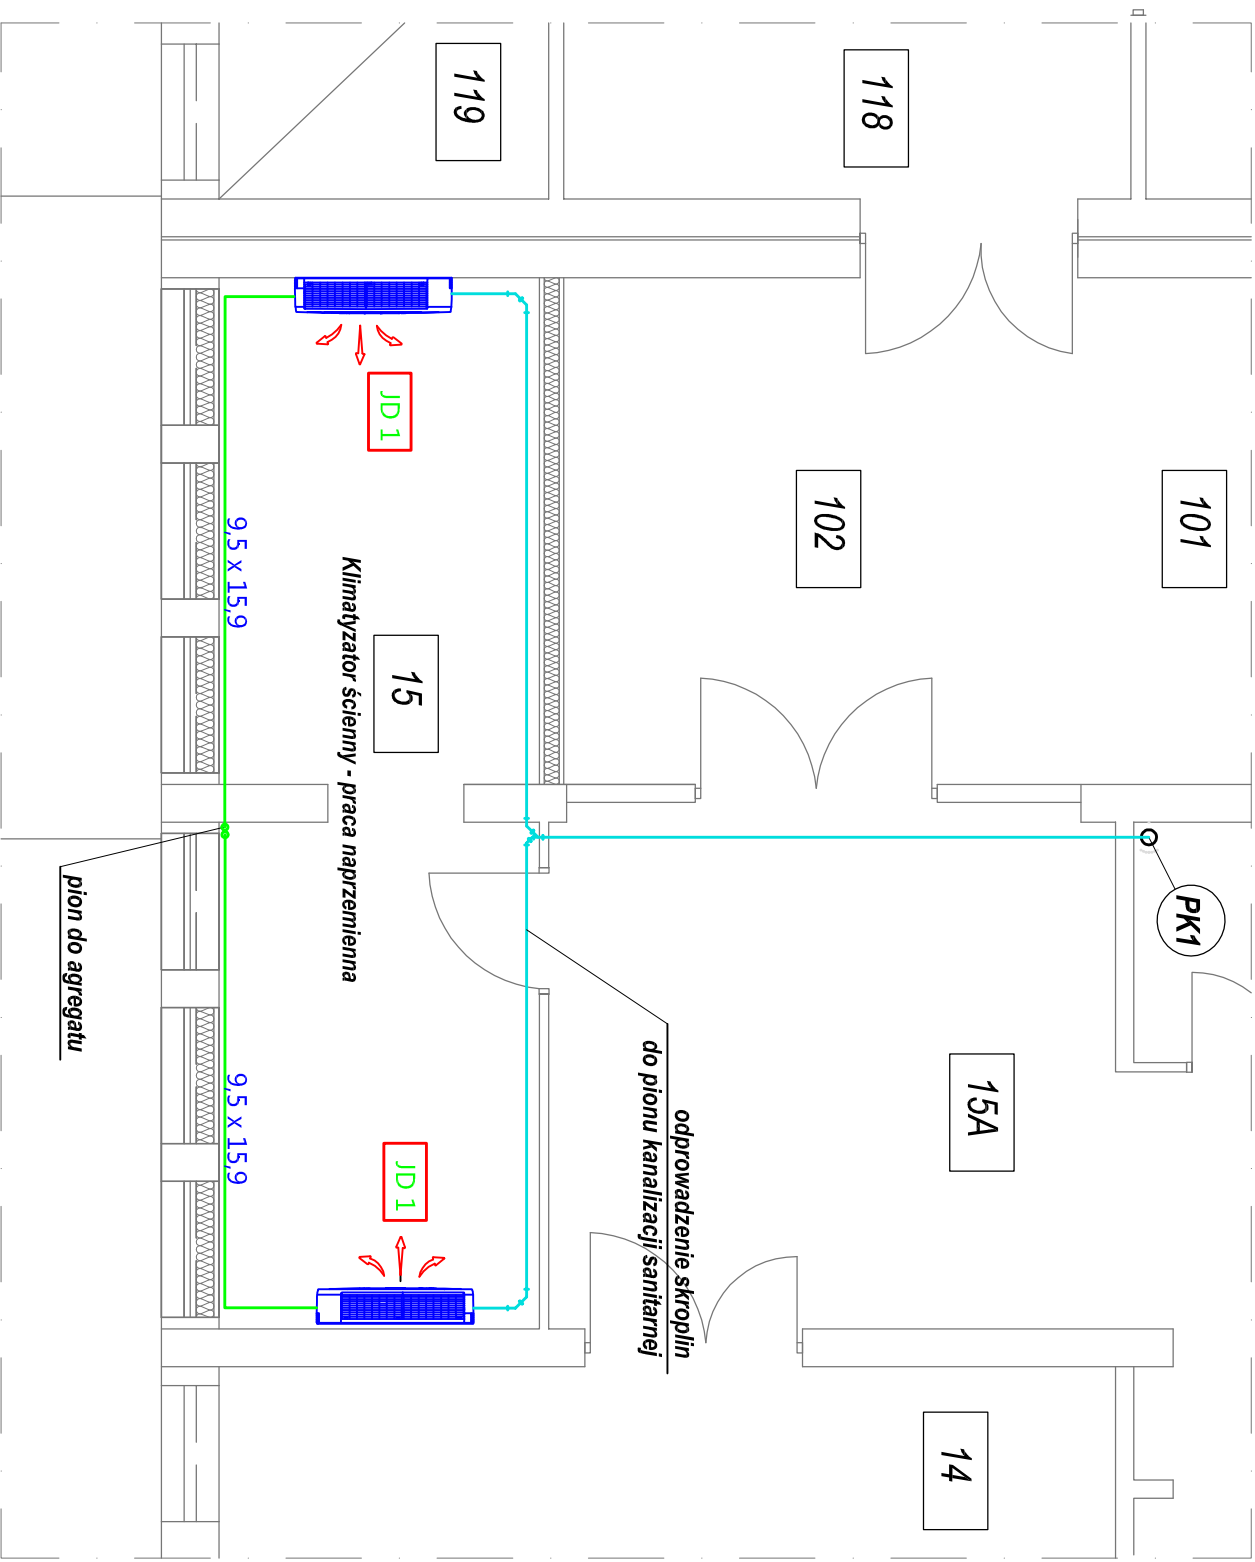 119
118
JD 1
101
102
9,5 x 15,9
15
Klimatyzator ścienny - praca naprzemienna
PK1
pion do agregatu
15A
odprowadzenie skroplin
do pionu kanalizacji sanitarnej
9,5 x 15,9
JD 1
14